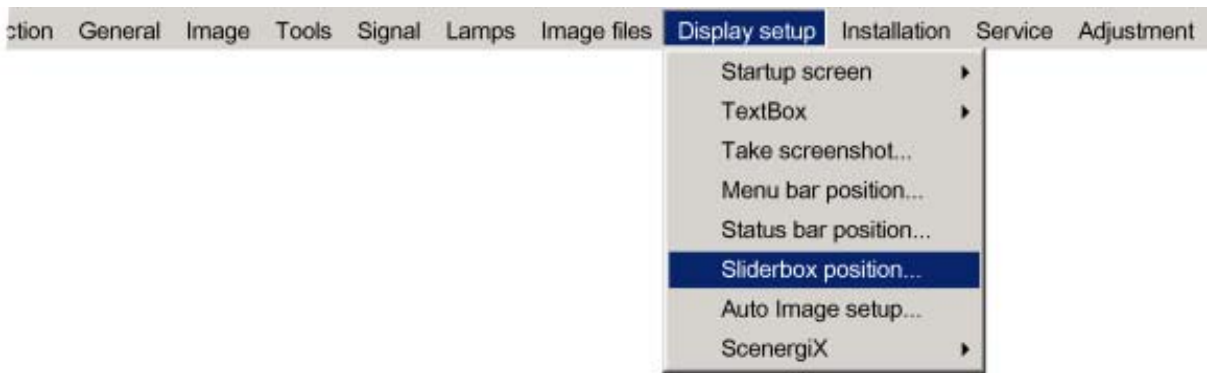 ction General Image Tools Signal Lamps Image files Display setup Installation Service Adjustment
Startup screen
TextBox
Take screenshot...
Menu bar position...
Status bar position...
Sliderbox position...
Auto Image setup...
ScenergiX